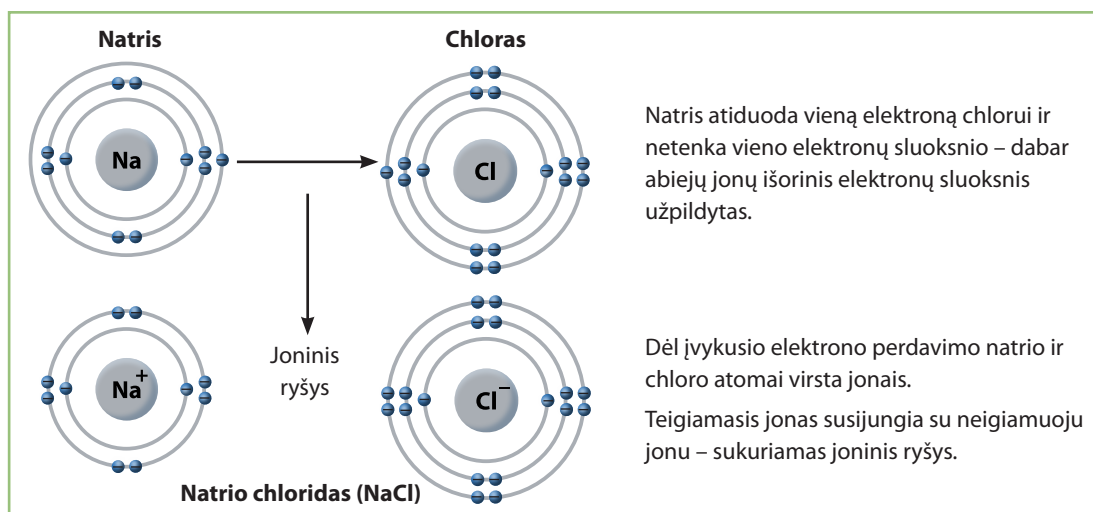 Natris
Chloras
Na
Cl
Natris atiduoda vieną elektroną chlorui ir
netenka vieno elektronų sluoksnio – dabar
abiejų jonų išorinis elektronų sluoksnis
užpildytas.
Joninis
ryšys
Na+
Cl–
Dėl įvykusio elektrono perdavimo natrio ir
chloro atomai virsta jonais.
Teigiamasis jonas susijungia su neigiamuoju
jonu – sukuriamas joninis ryšys.
Natrio chloridas (NaCl)